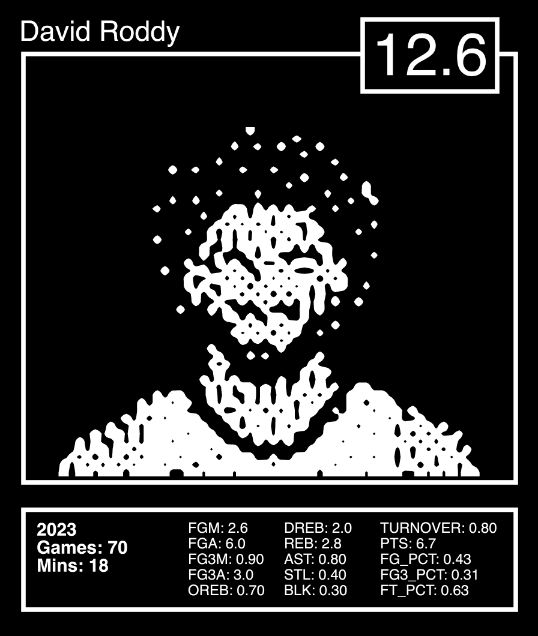 David Roddy
12.6
2023
Games: 70
Mins: 18
FGM: 2.6
FGA: 6.0
FG3M: 0.90
FG3A: 3.0
OREB: 0.70
DREB: 2.0
REB: 2.8
AST: 0.80
STL: 0.40
BLK: 0.30
TURNOVER: 0.80
PTS: 6.7
FG_PCT: 0.43
FG3_PCT: 0.31
FT_PCT: 0.63